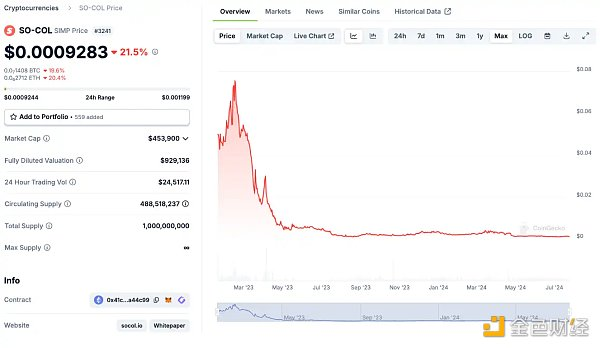 Cryptocurrencies > SO-COL Price
SO-COL SIMP Price #3241
$0.0009283 21.5%
0.0₇1408 BTC 19.6%
0.0₆2712 ETH 20.4%
$0.0009244 24h Range $0.001199
Add to Portfolio • 559 added
Market Cap $453,900
Fully Diluted Valuation $929,136
24 Hour Trading Vol $24,517.11
Circulating Supply 488,518,237
Total Supply 1,000,000,000
Max Supply ∞
Info
Contract 0x41c...a44c99
Website socol.io Whitepaper
Overview Markets News Similar Coins Historical Data
Price Market Cap Live Chart 24h 7d 1m 3m 1y Max LOG
$0.08
$0.04
$0.02
$0
CoinGecko
Mar '23 May '23 Jul '23 Sep '23 Nov '23 Jan '24 Mar '24 May '24 Jul '24
May '23 Sep '23 Jan '24 May '24
金色财经